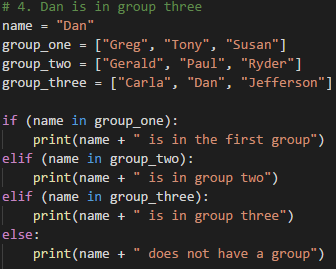 # 4. Dan is in group three
name = "Dan"
group_one = ["Greg", "Tony", "Susan"]
group_two = ["Gerald", "Paul", "Ryder"]
group_three = ["Carla", "Dan", "Jefferson"]

if (name in group_one):
    print(name + " is in the first group")
elif (name in group_two):
    print(name + " is in group two")
elif (name in group_three):
    print(name + " is in group three")
else:
    print(name + " does not have a group")